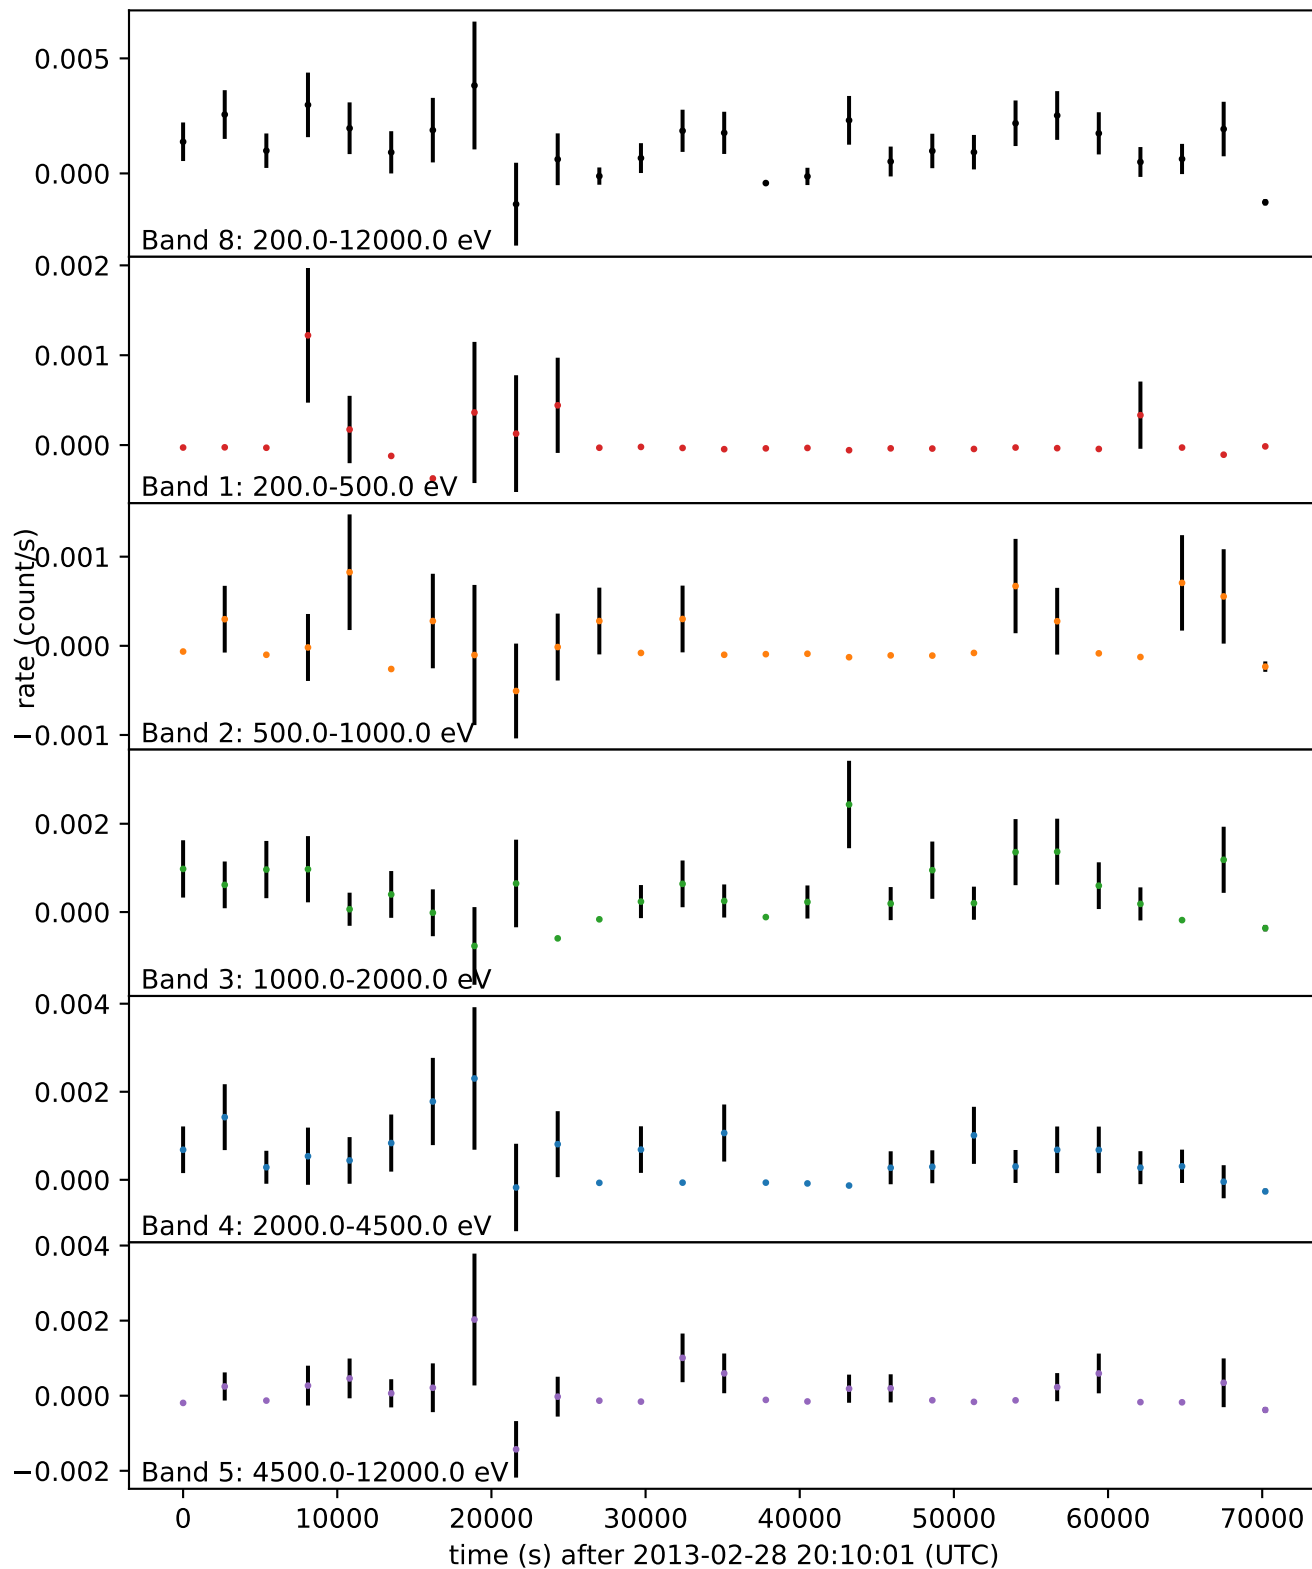 0.005
0.000
Band 8: 200.0-12000.0 eV
0.002
0.001
0.000
Band 1: 200.0-500.0 eV
rate (count/s)
0.001
0.000
−0.001
Band 2: 500.0-1000.0 eV
0.002
0.000
Band 3: 1000.0-2000.0 eV
0.004
0.002
0.000
Band 4: 2000.0-4500.0 eV
0.004
0.002
0.000
−0.002
Band 5: 4500.0-12000.0 eV
0 10000 20000 30000 40000 50000 60000 70000
time (s) after 2013-02-28 20:10:01 (UTC)